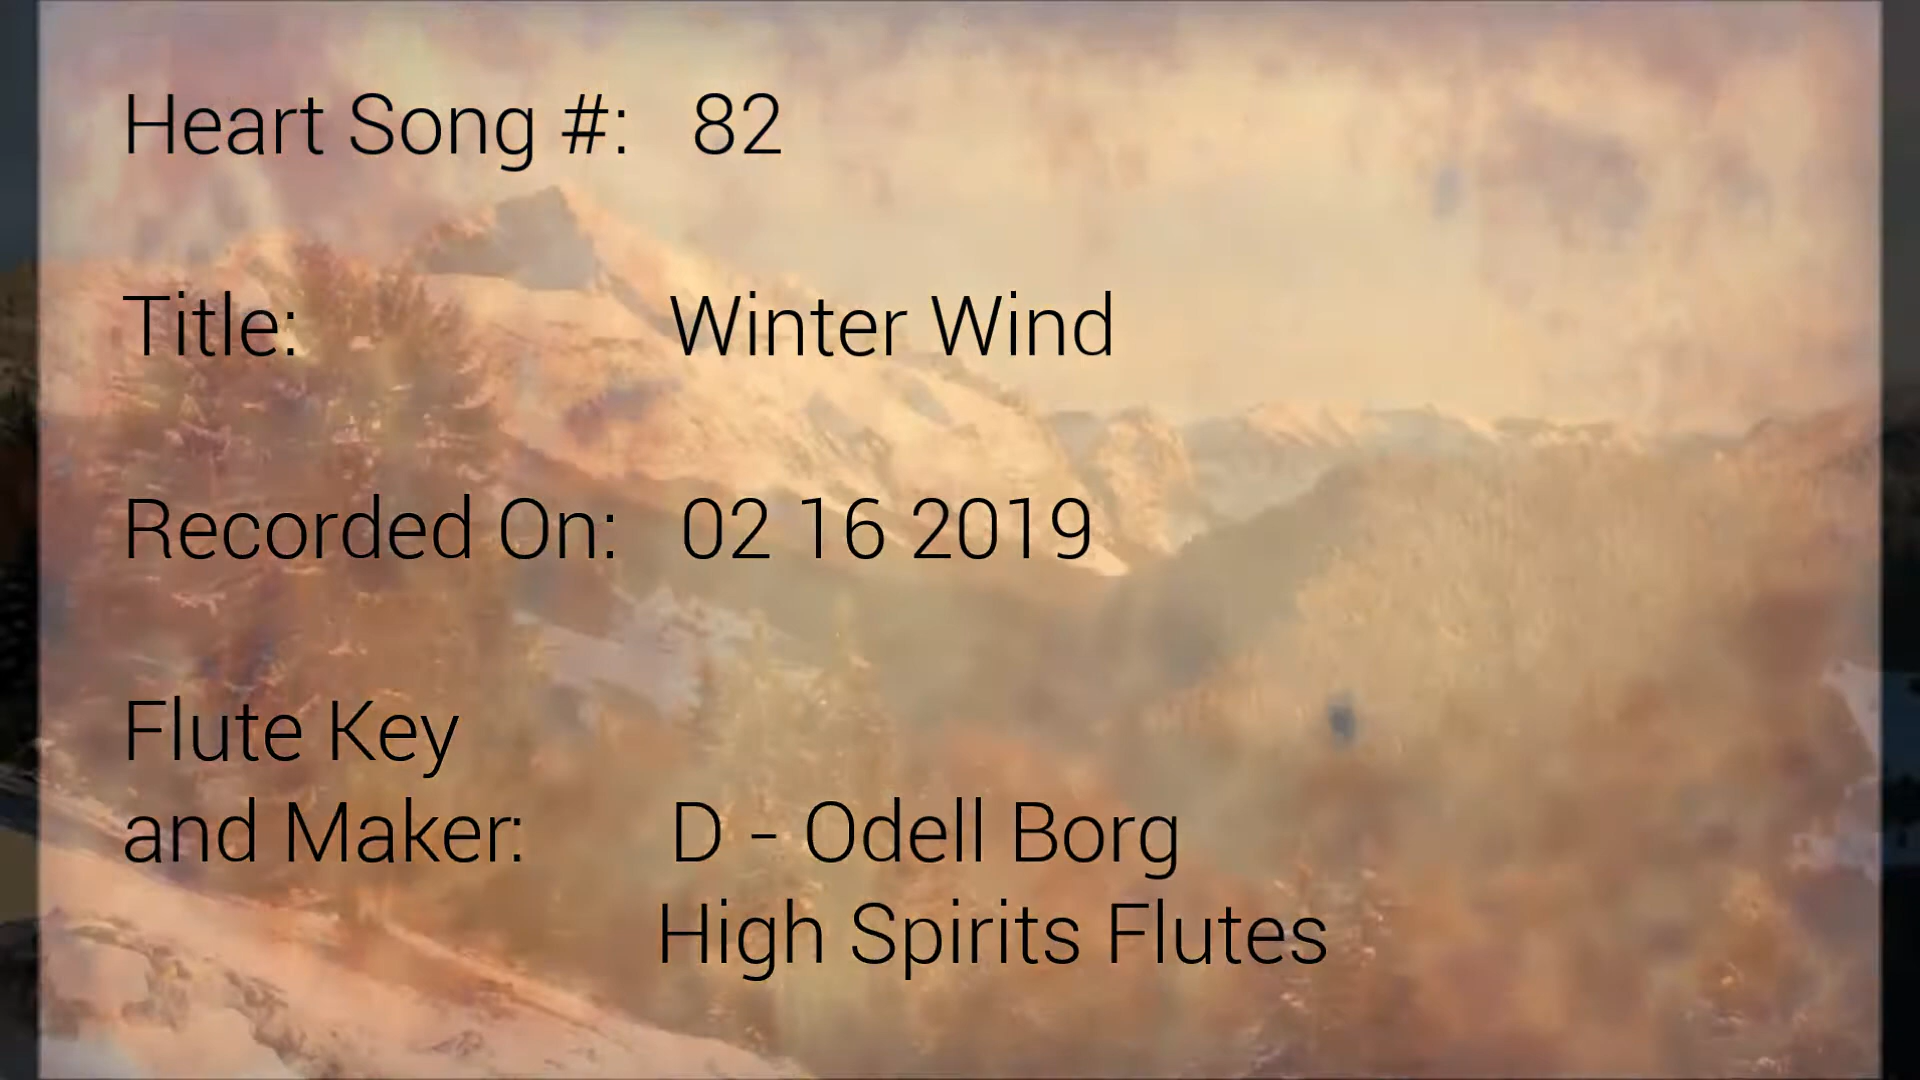 Heart Song #: 82
Title: Winter Wind
Recorded On: 02 16 2019
Flute Key
and Maker: D - Odell Borg
High Spirits Flutes